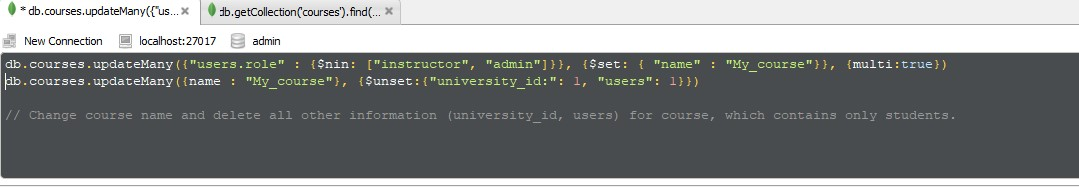 * db.courses.updateMany({"us... ×
db.getCollection('courses').find(... ×
New Connection localhost:27017 admin
db.courses.updateMany({"users.role" : {$nin: ["instructor", "admin"]}}, {$set: { "name" : "My_course"}}, {multi:true})
db.courses.updateMany({name : "My_course"}, {$unset:{"university_id:": 1, "users": 1}})
// Change course name and delete all other information (university_id, users) for course, which contains only students.